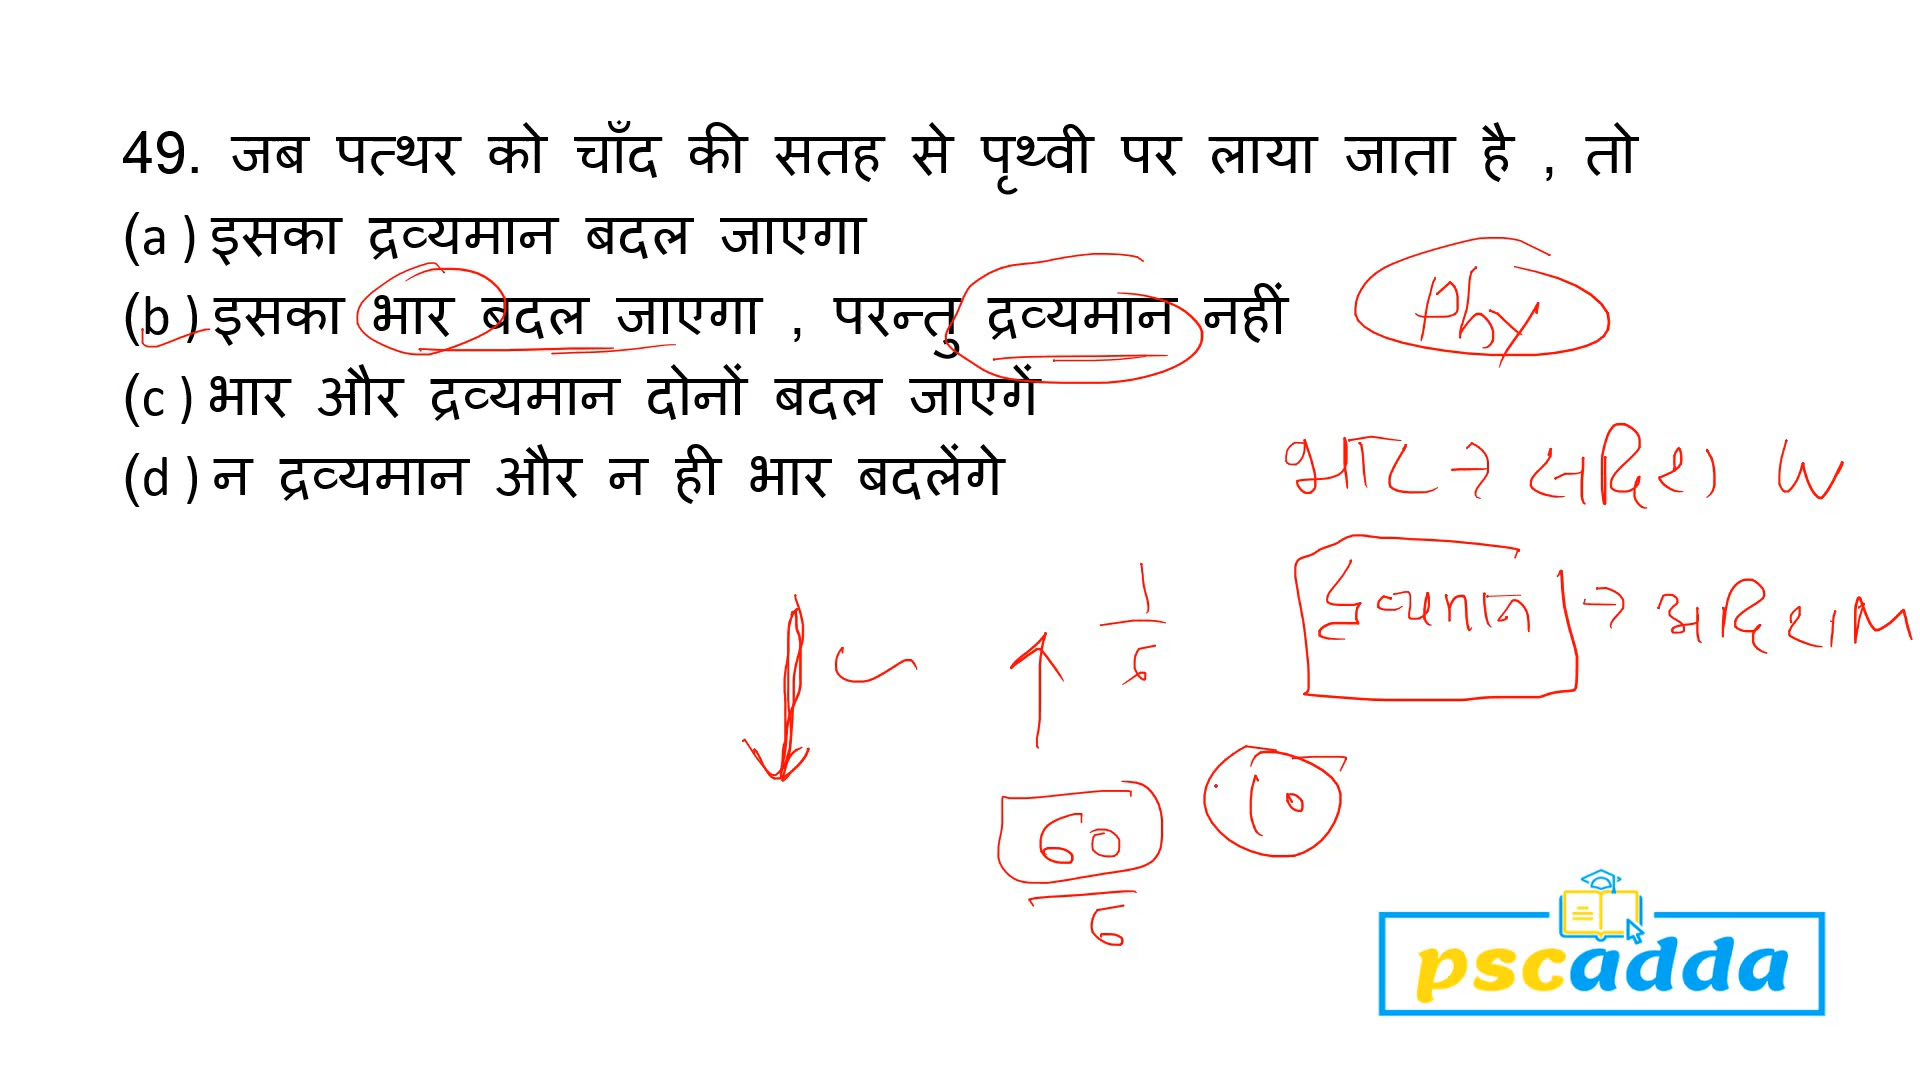 49. जब पत्थर को चाँद की सतह से पृथ्वी पर लाया जाता है , तो
(a ) इसका द्रव्यमान बदल जाएगा
(b ) इसका भार बदल जाएगा , परन्तु द्रव्यमान नहीं
Phy
(c ) भार और द्रव्यमान दोनों बदल जाएगें
(d ) न द्रव्यमान और न ही भार बदलेंगे
भार → सदिश W
द्रव्यमान → अदिश M
1
6
10
60
6
pscadda